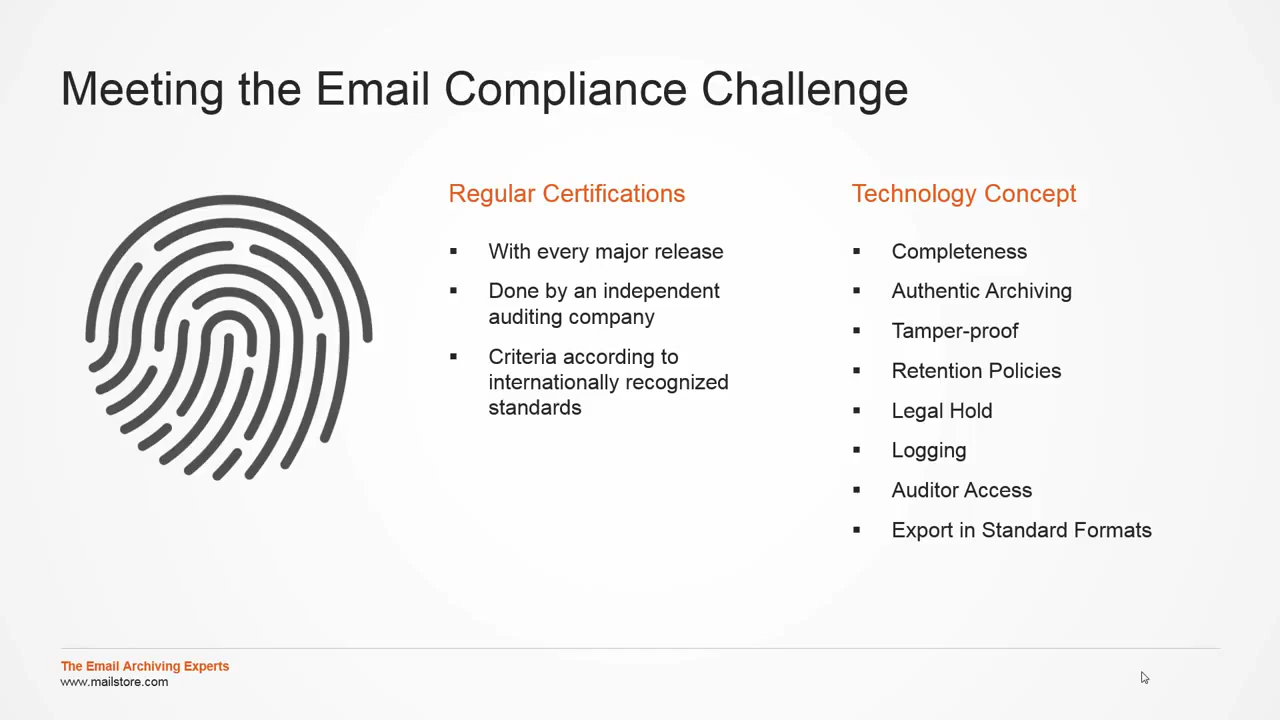 Meeting the Email Compliance Challenge
Regular Certifications
▪ With every major release
▪ Done by an independent
auditing company
▪ Criteria according to
internationally recognized
standards
Technology Concept
▪ Completeness
▪ Authentic Archiving
▪ Tamper-proof
▪ Retention Policies
▪ Legal Hold
▪ Logging
▪ Auditor Access
▪ Export in Standard Formats
The Email Archiving Experts
www.mailstore.com